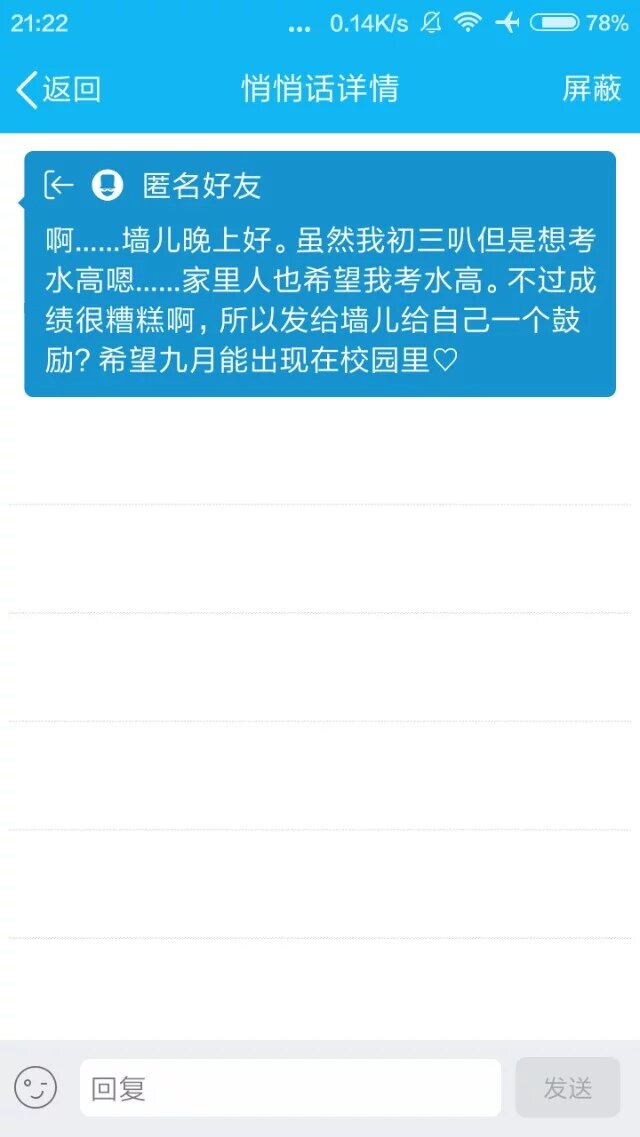 21:22 ... 0.14K/s 78%
返回 悄悄话详情 屏蔽
匿名好友
啊……墙儿晚上好。虽然我初三叭但是想考
水高嗯……家里人也希望我考水高。不过成
绩很糟糕啊，所以发给墙儿给自己一个鼓
励？希望九月能出现在校园里♡
回复 发送